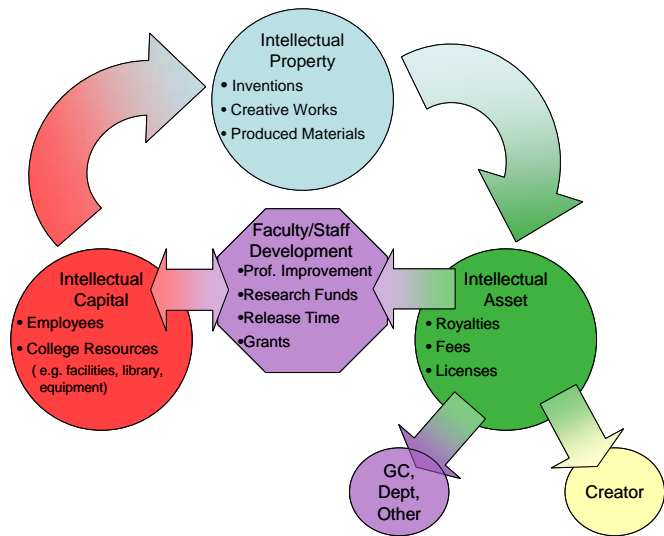 Intellectual
Property
• Inventions
• Creative Works
• Produced Materials
Faculty/Staff
Development
•Prof. Improvement
•Research Funds
•Release Time
•Grants
Intellectual
Capital
• Employees
• College Resources
( e.g. facilities, library,
equipment)
Intellectual
Asset
• Royalties
• Fees
• Licenses
GC,
Dept,
Other
Creator